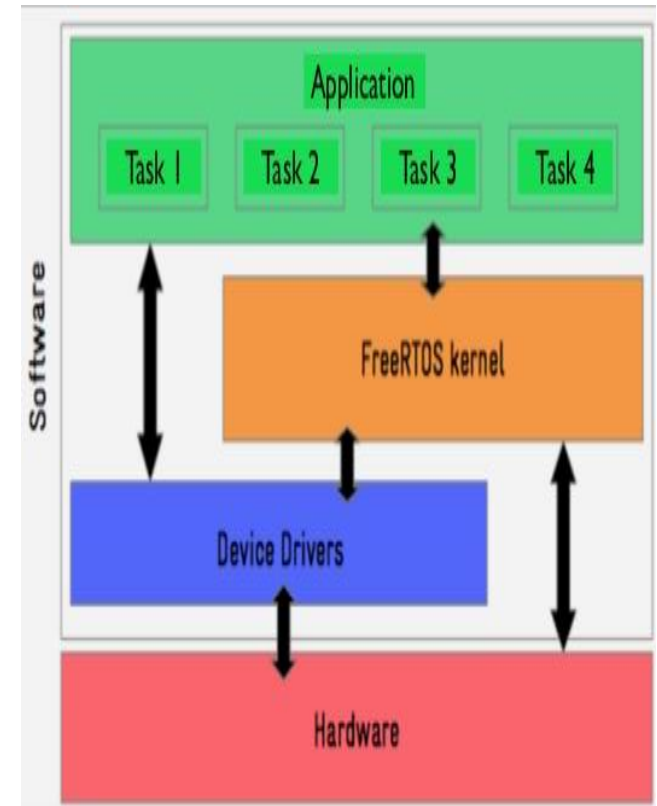 Application
Task 1
Task 2
Task 3
Task 4
Software
FreeRTOS kernel
Device Drivers
Hardware